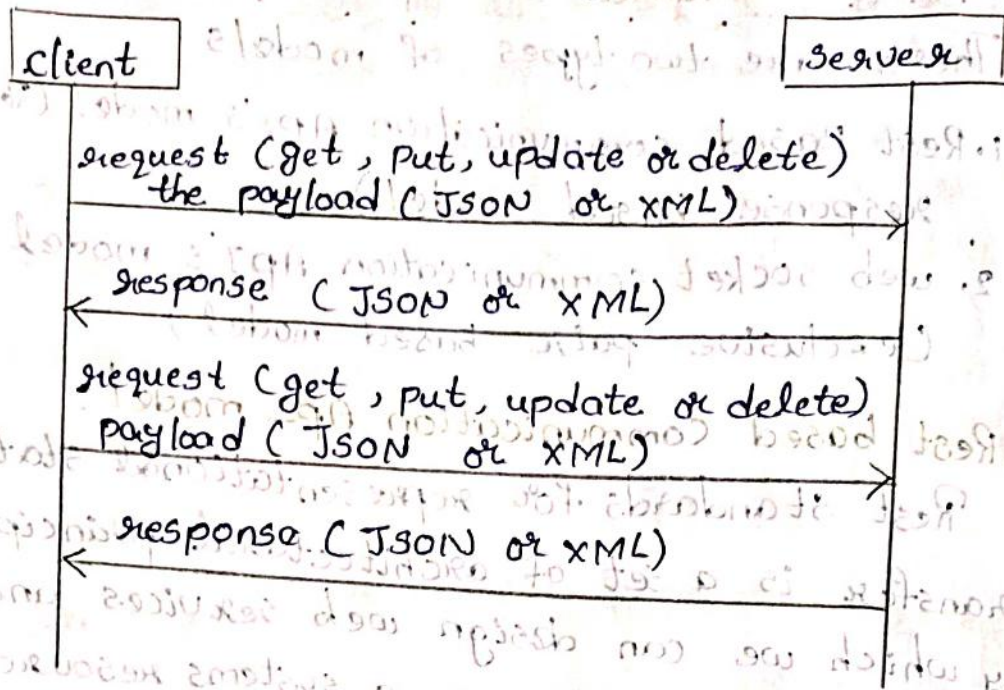 client
server
request (get, put, update or delete)
the payload (JSON or XML)
response (JSON or XML)
request (get, put, update or delete)
payload (JSON or XML)
response (JSON or XML)